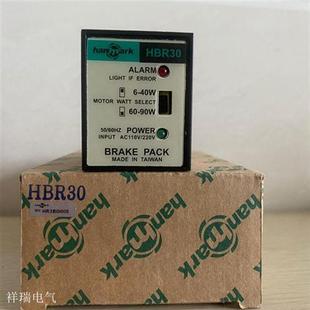 hanmark HBR30
ALARM
LIGHT IF ERROR
6-40W
MOTOR WATT SELECT
60-90W
50/60HZ POWER
INPUT AC110V/220V
BRAKE PACK
MADE IN TAIWAN
hanmark
HBR30
hanmark
祥瑞电气